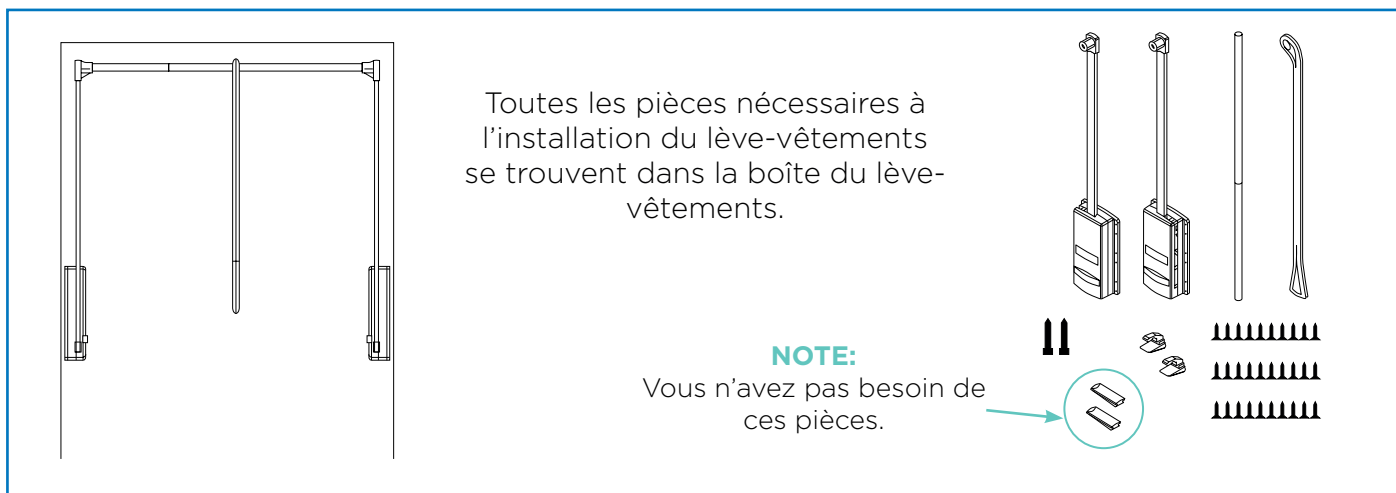 Toutes les pièces nécessaires à
l'installation du lève-vêtements
se trouvent dans la boîte du lève-
vêtements.
NOTE:
Vous n'avez pas besoin de
ces pièces.